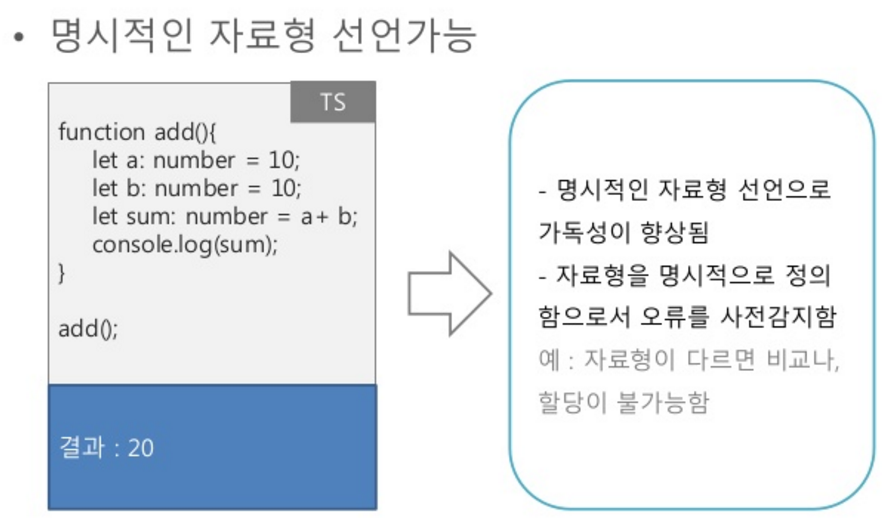 • 명시적인 자료형 선언가능
TS
function add(){
let a: number = 10;
let b: number = 10;
let sum: number = a+ b;
console.log(sum);
}
add();
결과 : 20
- 명시적인 자료형 선언으로
가독성이 향상됨
- 자료형을 명시적으로 정의
함으로서 오류를 사전감지함
예 : 자료형이 다르면 비교나,
할당이 불가능함